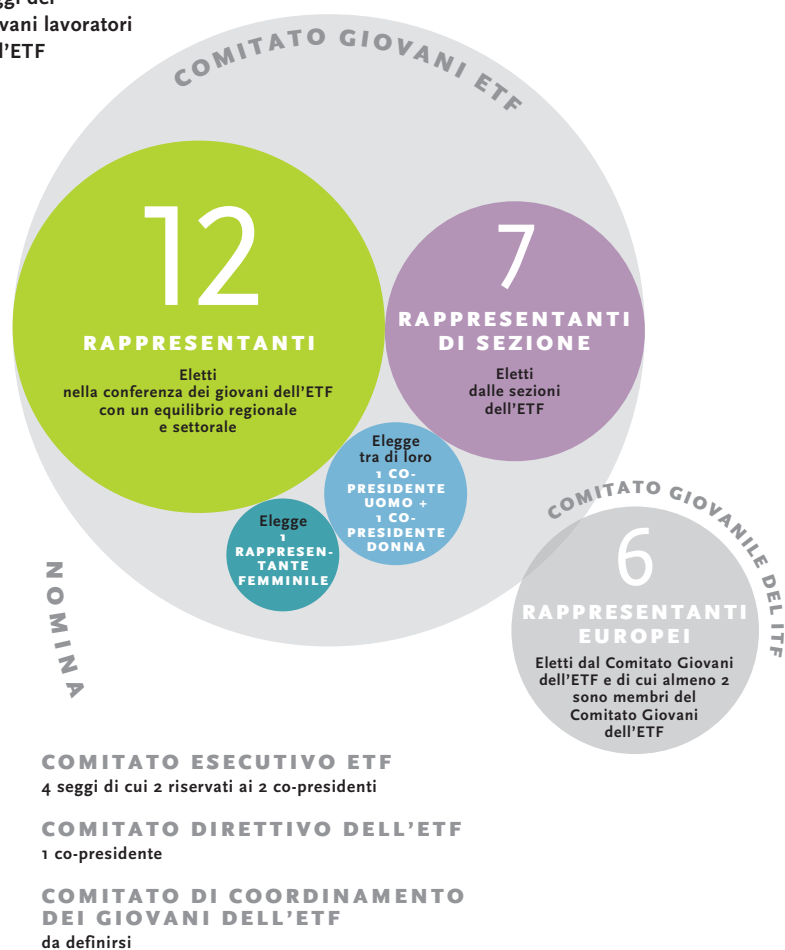 vani lavoratori
l'ETF
COMITATO GIOVANI ETF
12
RAPPRESENTANTI
Eletti
nella conferenza dei giovani dell'ETF
con un equilibrio regionale
e settorale
7
RAPPRESENTANTI
DI SEZIONE
Eletti
dalle sezioni
dell'ETF
Elegge
tra di loro
1 CO-
PRESIDENTE
UOMO +
1 CO-
PRESIDENTE
DONNA
Elegge
1
RAPPRESEN-
TANTE
FEMMINILE
COMITATO GIOVANILE DEL ITF
6
RAPPRESENTANTI
EUROPEI
Eletti dal Comitato Giovani
dell'ETF e di cui almeno 2
sono membri del
Comitato Giovani
dell'ETF
NOMINA
COMITATO ESECUTIVO ETF
4 seggi di cui 2 riservati ai 2 co-presidenti
COMITATO DIRETTIVO DELL'ETF
1 co-presidente
COMITATO DI COORDINAMENTO
DEI GIOVANI DELL'ETF
da definirsi